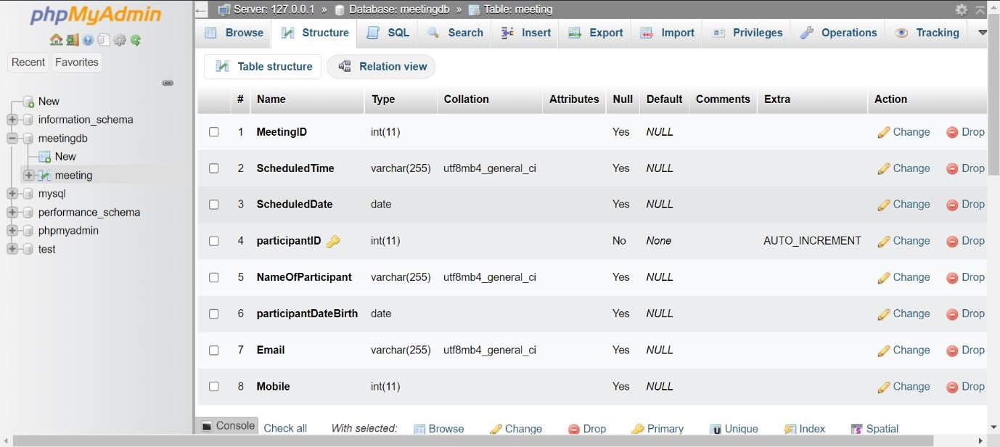 phpMyAdmin
Recent Favorites
New
information_schema
meetingdb
New
meeting
mysql
performance_schema
phpmyadmin
test
Server: 127.0.0.1 » Database: meetingdb » Table: meeting
Browse Structure SQL Search Insert Export Import Privileges Operations Tracking
Table structure Relation view
# Name Type Collation Attributes Null Default Comments Extra Action
1 MeetingID int(11) Yes NULL Change Drop
2 ScheduledTime varchar(255) utf8mb4_general_ci Yes NULL Change Drop
3 ScheduledDate date Yes NULL Change Drop
4 participantID int(11) No None AUTO_INCREMENT Change Drop
5 NameOfParticipant varchar(255) utf8mb4_general_ci Yes NULL Change Drop
6 participantDateBirth date Yes NULL Change Drop
7 Email varchar(255) utf8mb4_general_ci Yes NULL Change Drop
8 Mobile int(11) Yes NULL Change Drop
Console Check all With selected: Browse Change Drop Primary Unique Index Spatial